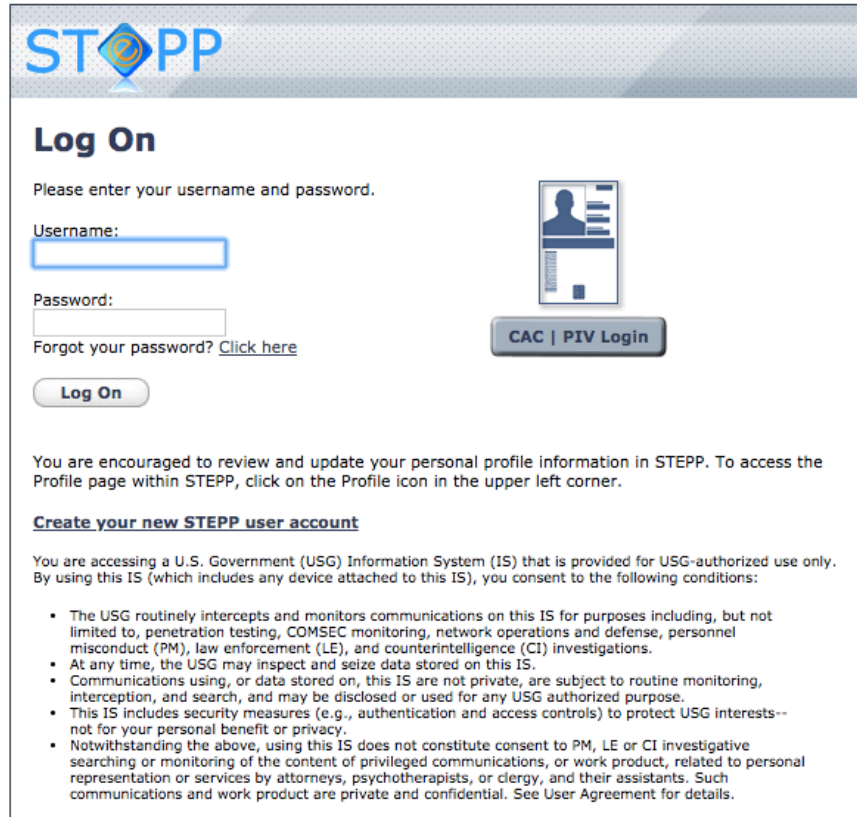 STePP
Log On
Please enter your username and password.
Username:
Password:
Forgot your password? Click here
Log On
CAC | PIV Login
You are encouraged to review and update your personal profile information in STEPP. To access the
Profile page within STEPP, click on the Profile icon in the upper left corner.
Create your new STEPP user account
You are accessing a U.S. Government (USG) Information System (IS) that is provided for USG-authorized use only.
By using this IS (which includes any device attached to this IS), you consent to the following conditions:
• The USG routinely intercepts and monitors communications on this IS for purposes including, but not
limited to, penetration testing, COMSEC monitoring, network operations and defense, personnel
misconduct (PM), law enforcement (LE), and counterintelligence (CI) investigations.
• At any time, the USG may inspect and seize data stored on this IS.
• Communications using, or data stored on, this IS are not private, are subject to routine monitoring,
interception, and search, and may be disclosed or used for any USG authorized purpose.
• This IS includes security measures (e.g., authentication and access controls) to protect USG interests--
not for your personal benefit or privacy.
• Notwithstanding the above, using this IS does not constitute consent to PM, LE or CI investigative
searching or monitoring of the content of privileged communications, or work product, related to personal
representation or services by attorneys, psychotherapists, or clergy, and their assistants. Such
communications and work product are private and confidential. See User Agreement for details.